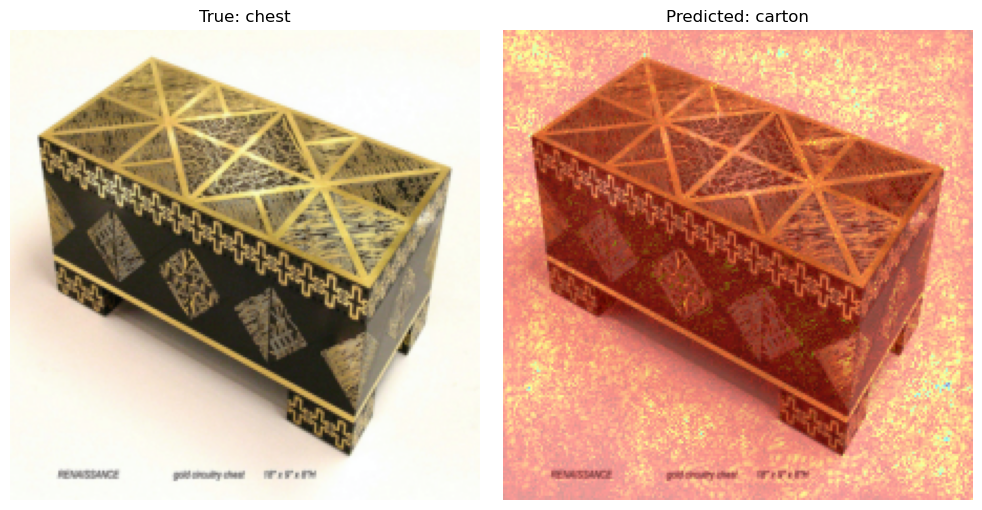 True: chest
Predicted: carton
RENAISSANCE gold circuitry chest 18" x 9" x 8"H
RENAISSANCE gold circuitry chest 18" x 9" x 8"H